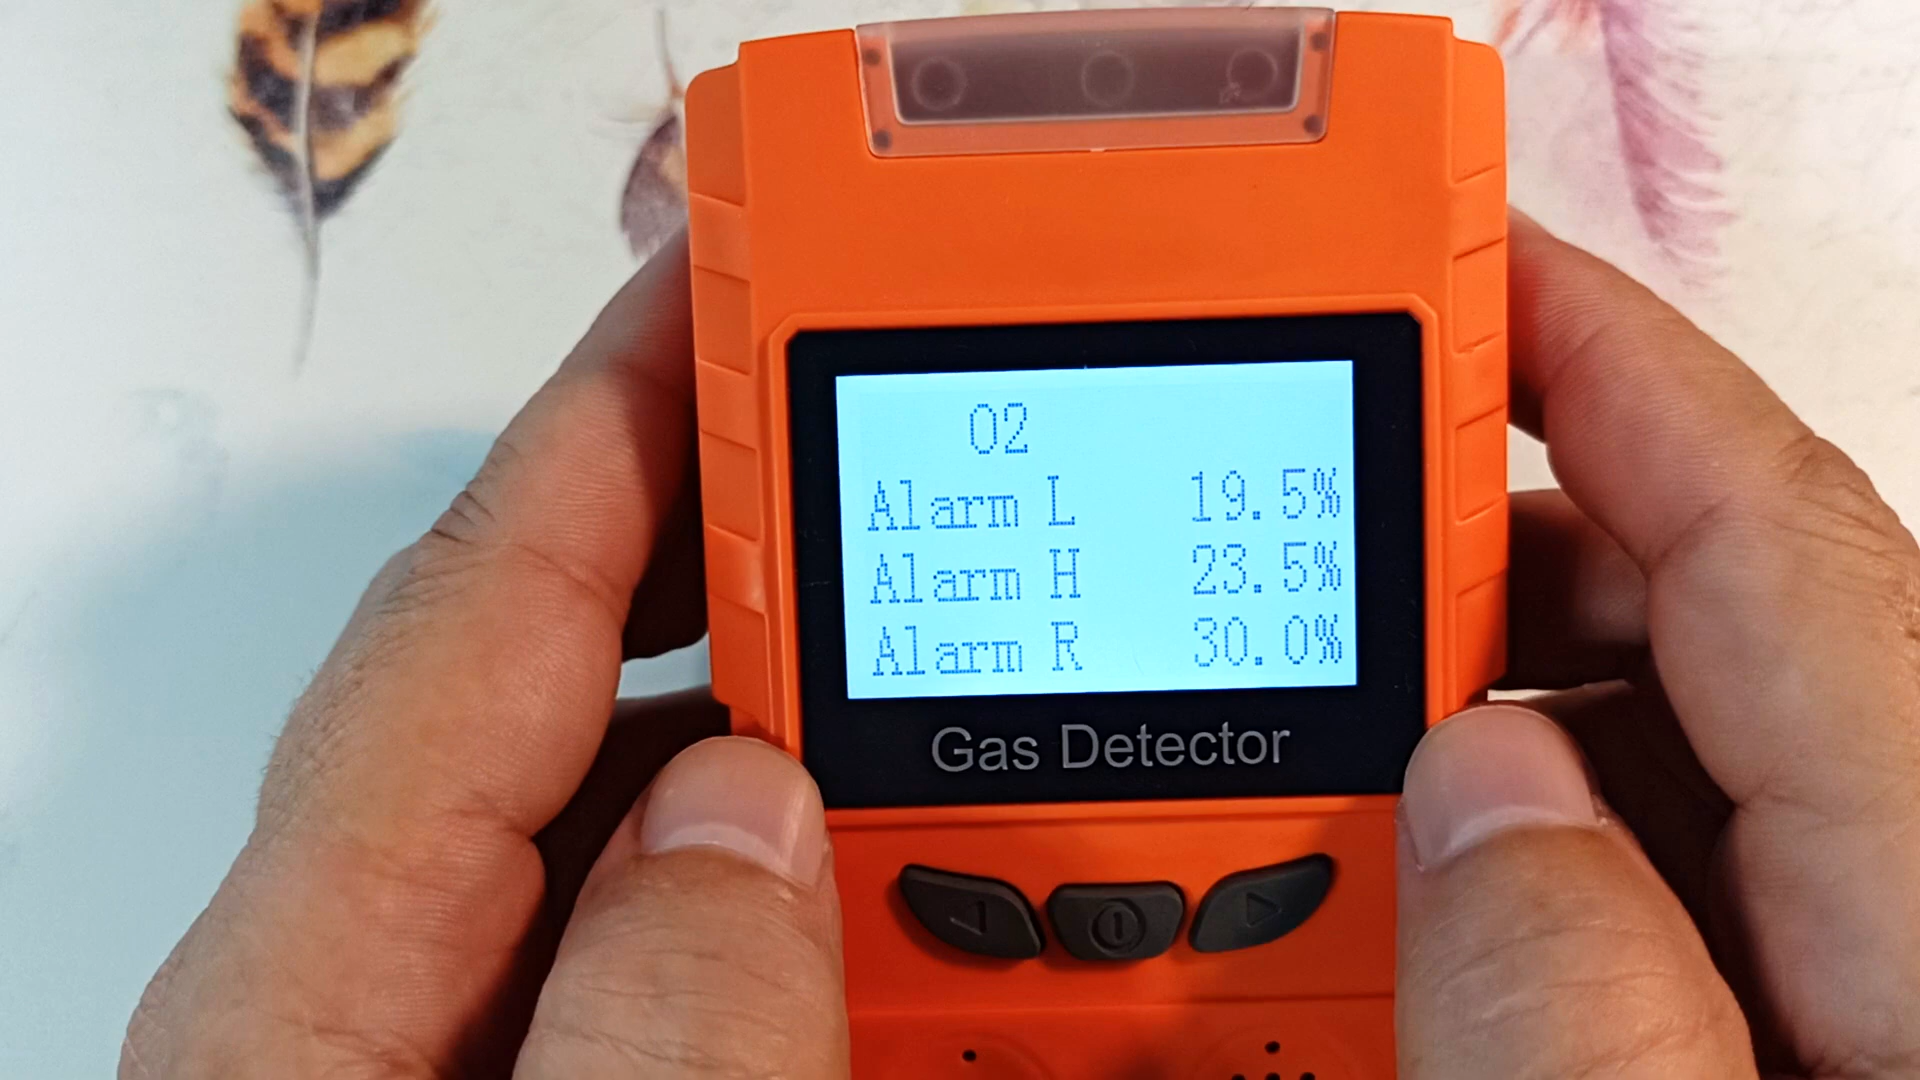 O2
Alarm L 19.5%
Alarm H 23.5%
Alarm R 30.0%
Gas Detector